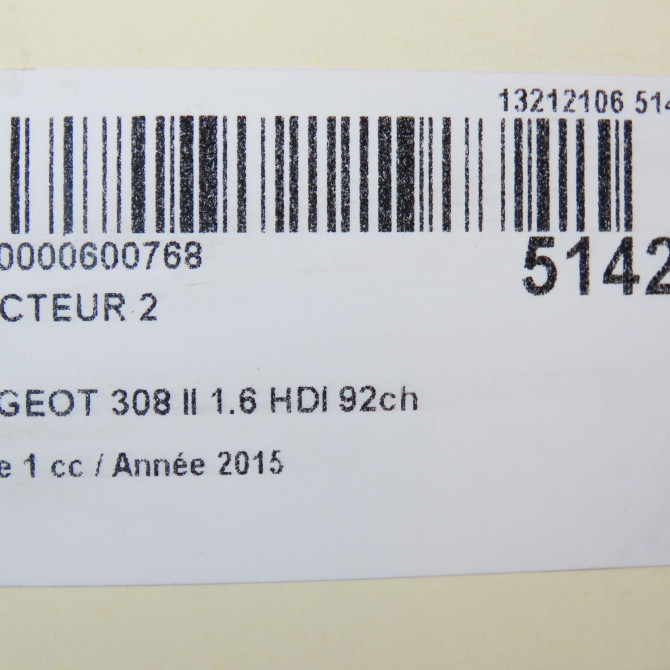 13212106 514
0000600768
5142
CTEUR 2
GEOT 308 II 1.6 HDI 92ch
e 1 cc / Année 2015